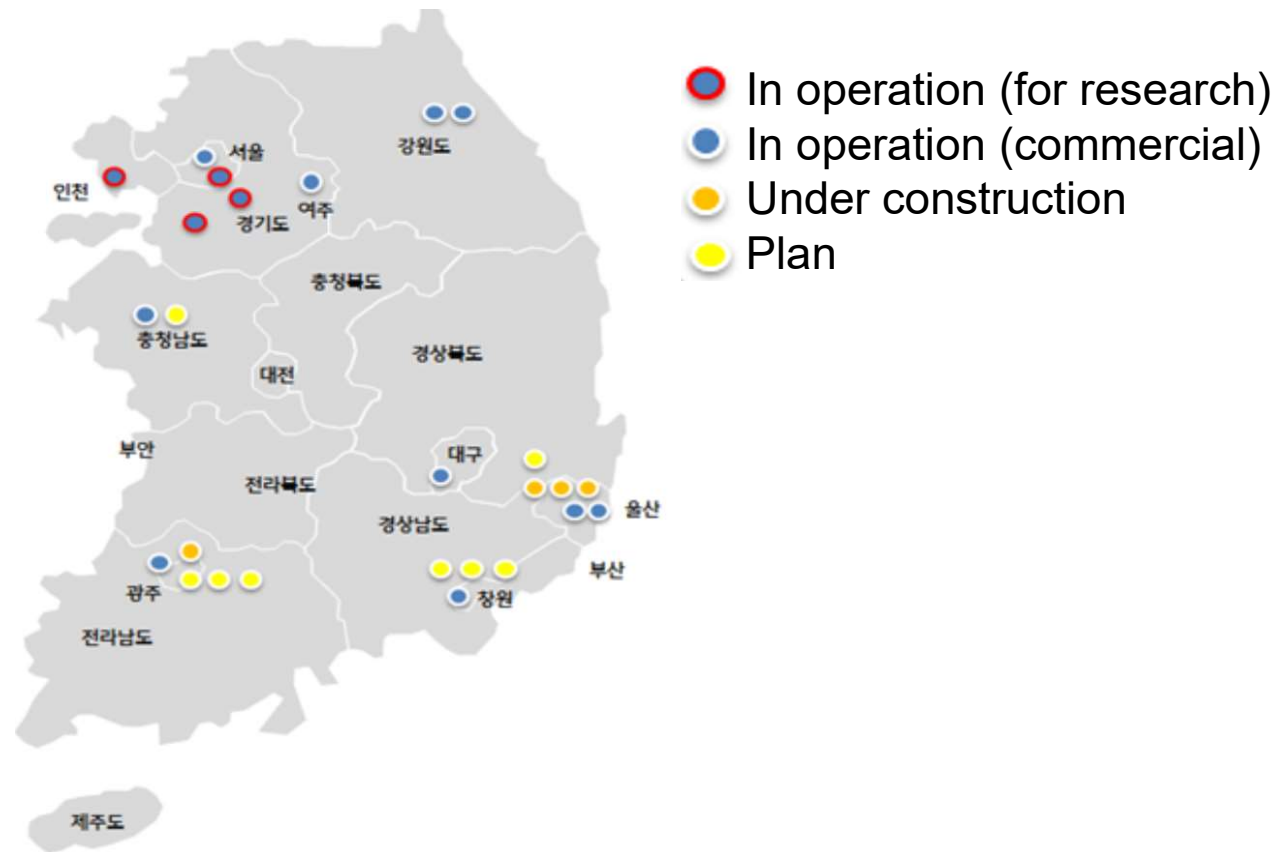 In operation (for research)
In operation (commercial)
Under construction
Plan
서울
강원도
인천
여주
경기도
충청북도
충청남도
경상북도
대전
부안
대구
전라북도
울산
경상남도
부산
광주
창원
전라남도
제주도